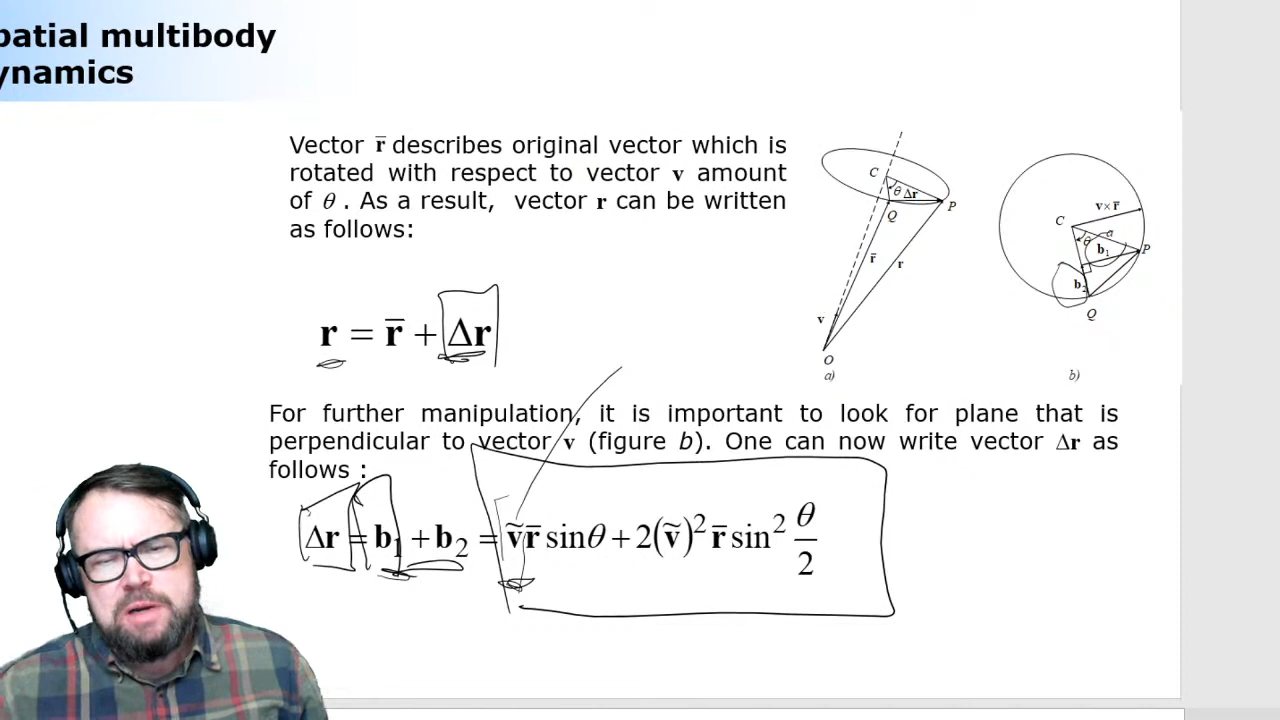 patial multibody
ynamics
Vector r̄ describes original vector which is
rotated with respect to vector v amount
of θ . As a result, vector r can be written
as follows:
r = r̄ + Δr
For further manipulation, it is important to look for plane that is
perpendicular to vector v (figure b). One can now write vector Δr as
follows :
Δr = b₁ + b₂ = ṽr̄ sinθ + 2(ṽ)² r̄ sin² θ/2
C
θ Δr
Q
P
r̄
r
v
O
a)
C
v×r̄
θ
α
b₁
P
b₂
Q
b)